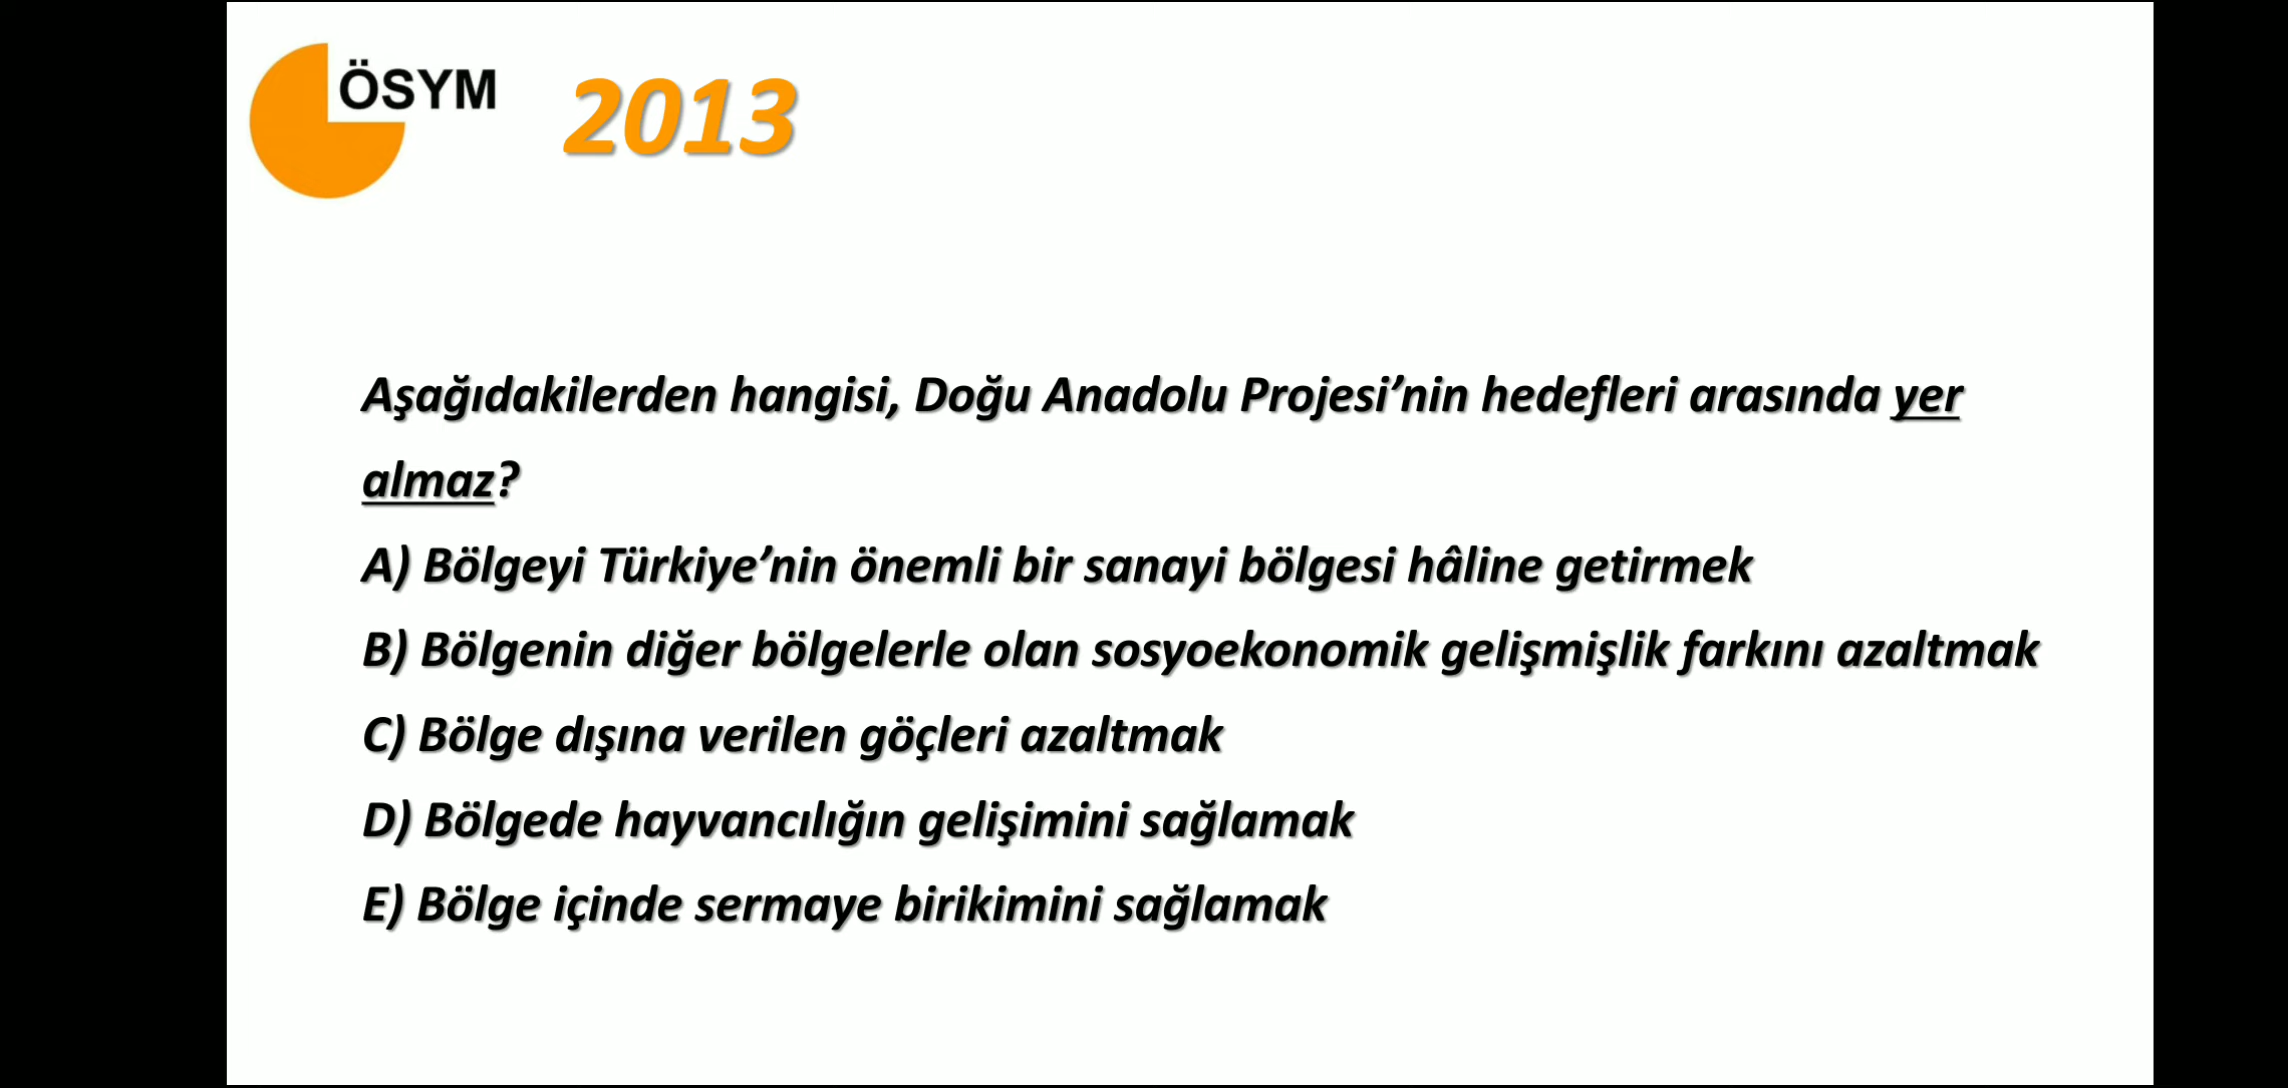 ÖSYM 2013
Aşağıdakilerden hangisi, Doğu Anadolu Projesi’nin hedefleri arasında yer
almaz?
A) Bölgeyi Türkiye’nin önemli bir sanayi bölgesi hâline getirmek
B) Bölgenin diğer bölgelerle olan sosyoekonomik gelişmişlik farkını azaltmak
C) Bölge dışına verilen göçleri azaltmak
D) Bölgede hayvancılığın gelişimini sağlamak
E) Bölge içinde sermaye birikimini sağlamak